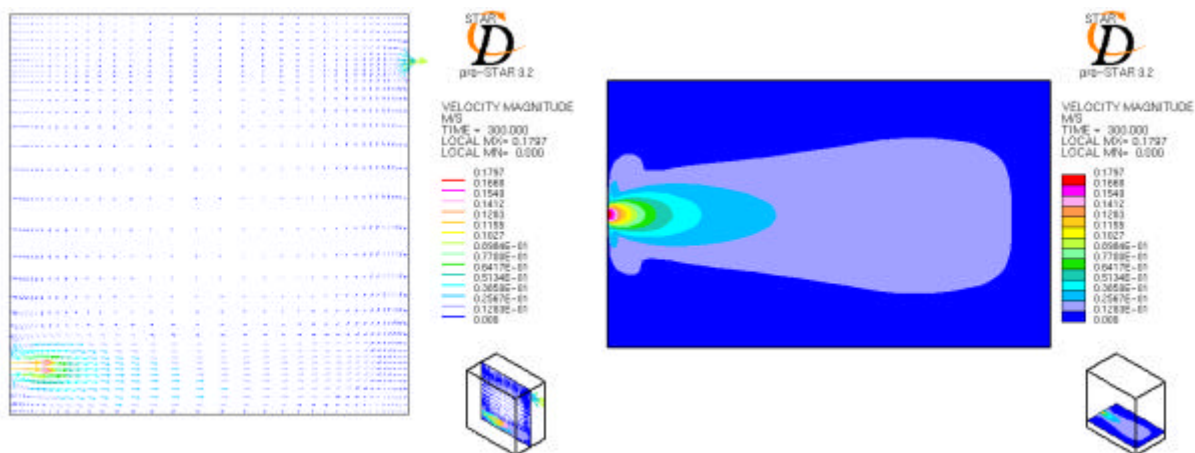 STAR
CD
pro-STAR 3.2
VELOCITY MAGNITUDE
M/S
TIME = 300.000
LOCAL MX= 0.1797
LOCAL MN= 0.000
0.1797
0.1668
0.1540
0.1412
0.1283
0.1155
0.1027
0.8984E-01
0.7700E-01
0.6417E-01
0.5134E-01
0.3850E-01
0.2567E-01
0.1283E-01
0.000
STAR
CD
pro-STAR 3.2
VELOCITY MAGNITUDE
M/S
TIME = 300.000
LOCAL MX= 0.1797
LOCAL MN= 0.000
0.1797
0.1668
0.1540
0.1412
0.1283
0.1155
0.1027
0.8984E-01
0.7700E-01
0.6417E-01
0.5134E-01
0.3850E-01
0.2567E-01
0.1283E-01
0.000